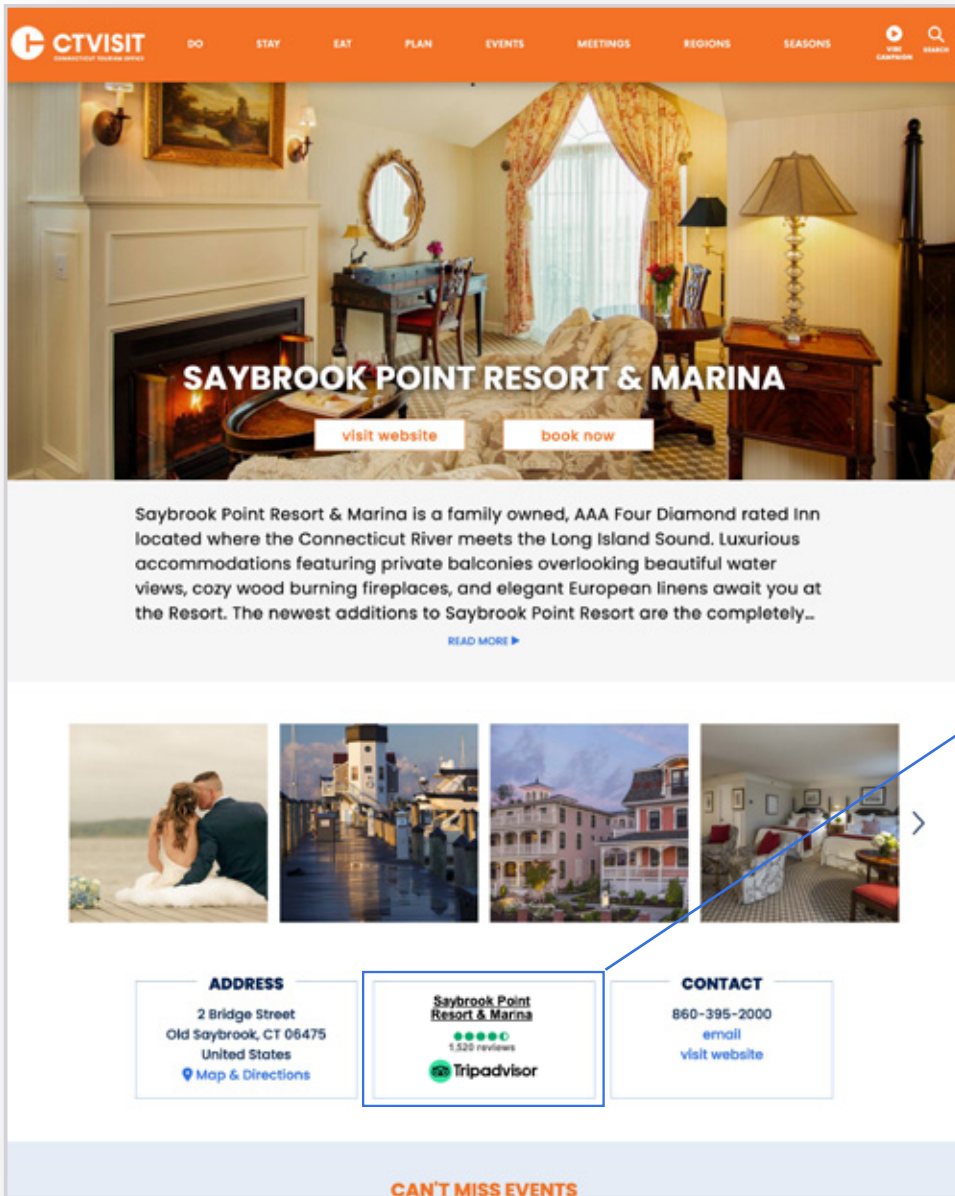 CTVISIT
CONNECTICUT TOURISM OFFICE
DO
STAY
EAT
PLAN
EVENTS
MEETINGS
REGIONS
SEASONS
VIBE
CAMPAIGN
SEARCH
SAYBROOK POINT RESORT & MARINA
visit website
book now
Saybrook Point Resort & Marina is a family owned, AAA Four Diamond rated Inn
located where the Connecticut River meets the Long Island Sound. Luxurious
accommodations featuring private balconies overlooking beautiful water
views, cozy wood burning fireplaces, and elegant European linens await you at
the Resort. The newest additions to Saybrook Point Resort are the completely...
READ MORE
ADDRESS
2 Bridge Street
Old Saybrook, CT 06475
United States
Map & Directions
Saybrook Point
Resort & Marina
1,520 reviews
Tripadvisor
CONTACT
860-395-2000
email
visit website
CAN'T MISS EVENTS